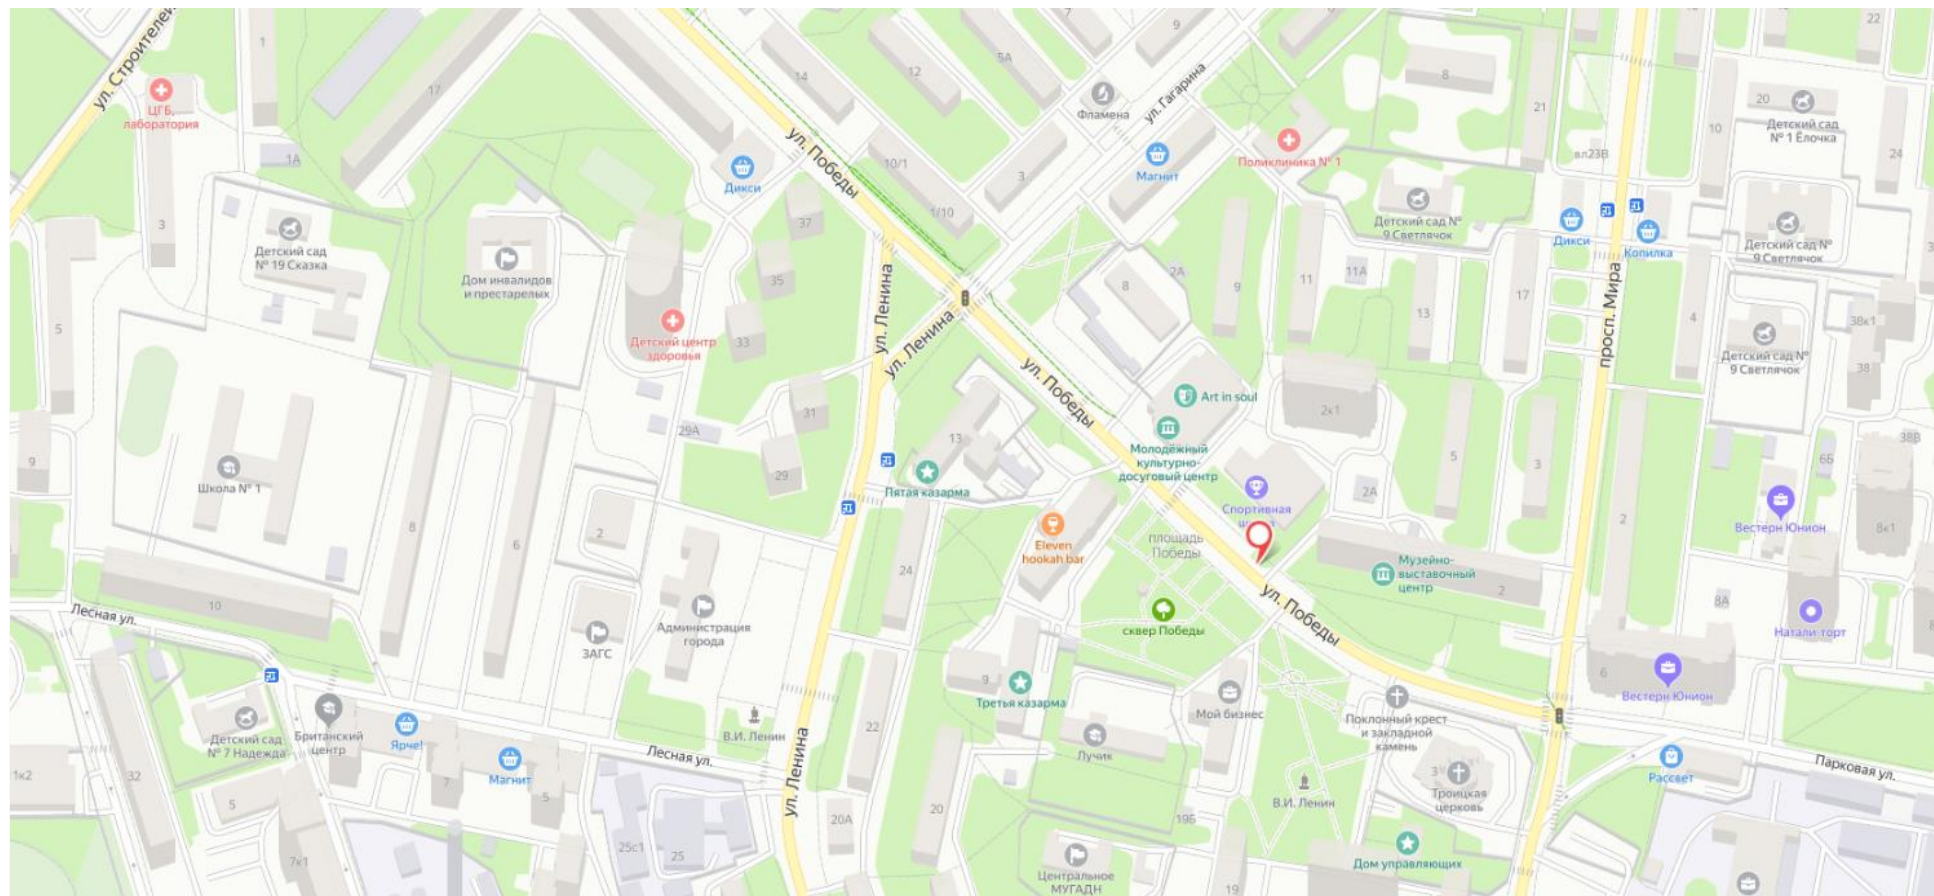 22
7
9
1
ул. Строителей
14
12
5А
8
17
21
20
10
Детский сад
№ 1 Ёлочка
24
ЦГБ,
лаборатория
Фламена
ул. Гагарина
ул. Победы
1А
Дикси
10/1
3
Магнит
Поликлиника № 1
вл23В
3
37
1/10
Детский сад №
9 Светлячок
Дикси
Копилка
Детский сад №
9 Светлячок
Детский сад
№ 19 Сказка
Дом инвалидов
и престарелых
35
2А
8
9
11
11А
17
просп. Мира
5
33
Детский центр
здоровья
ул. Ленина
ул. Ленина
13
4
38к1
Детский сад №
9 Светлячок
38
ул. Победы
Art in soul
2к1
31
29А
13
Молодёжный
культурно-
досуговый центр
5
3
6Б
38В
9
Школа № 1
29
Пятая казарма
Спортивная
2А
8
6
2
Eleven
hookah bar
площадь
Победы
2
Вестерн Юнион
8к1
24
Музейно-
выставочный
центр
2
10
Лесная ул.
Администрация
города
ЗАГС
сквер Победы
ул. Победы
8А
Натали-торт
9
Третья казарма
6
Вестерн Юнион
Детский сад
№ 7 Надежда
Британский
центр
Ярче!
В.И. Ленин
22
Мой бизнес
Поклонный крест
и закладной
камень
1к2
32
5
7
Магнит
5
Лесная ул.
ул. Ленина
Лучик
В.И. Ленин
3
Троицкая
церковь
Рассвет
Парковая ул.
20А
20
19Б
7к1
25с1
25
Центральное
МУГАДН
19
Дом управляющих